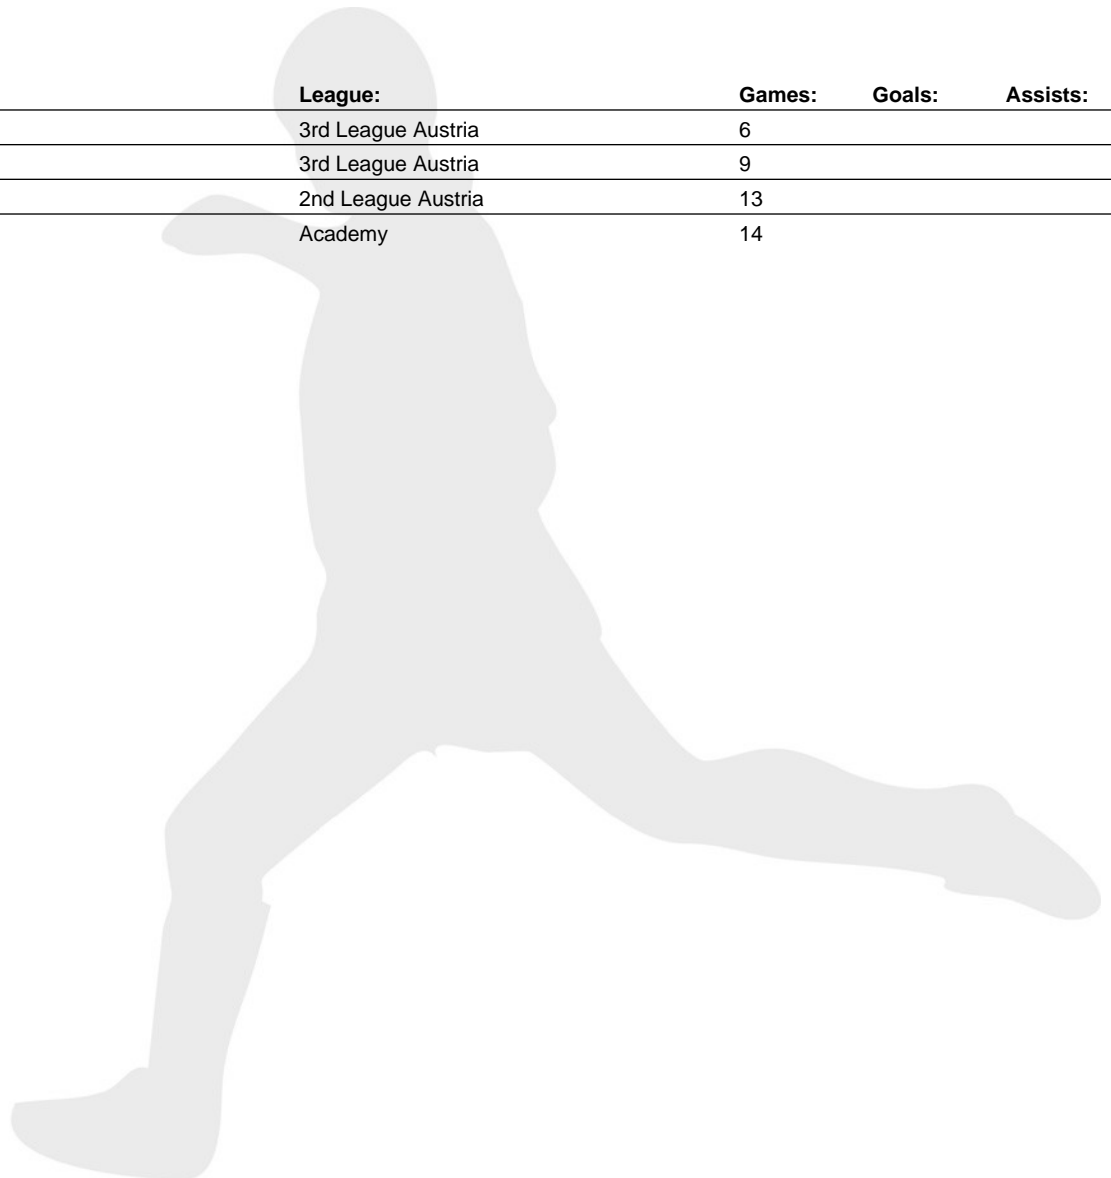 League: Games: Goals: Assists:
3rd League Austria 6
3rd League Austria 9
2nd League Austria 13
Academy 14